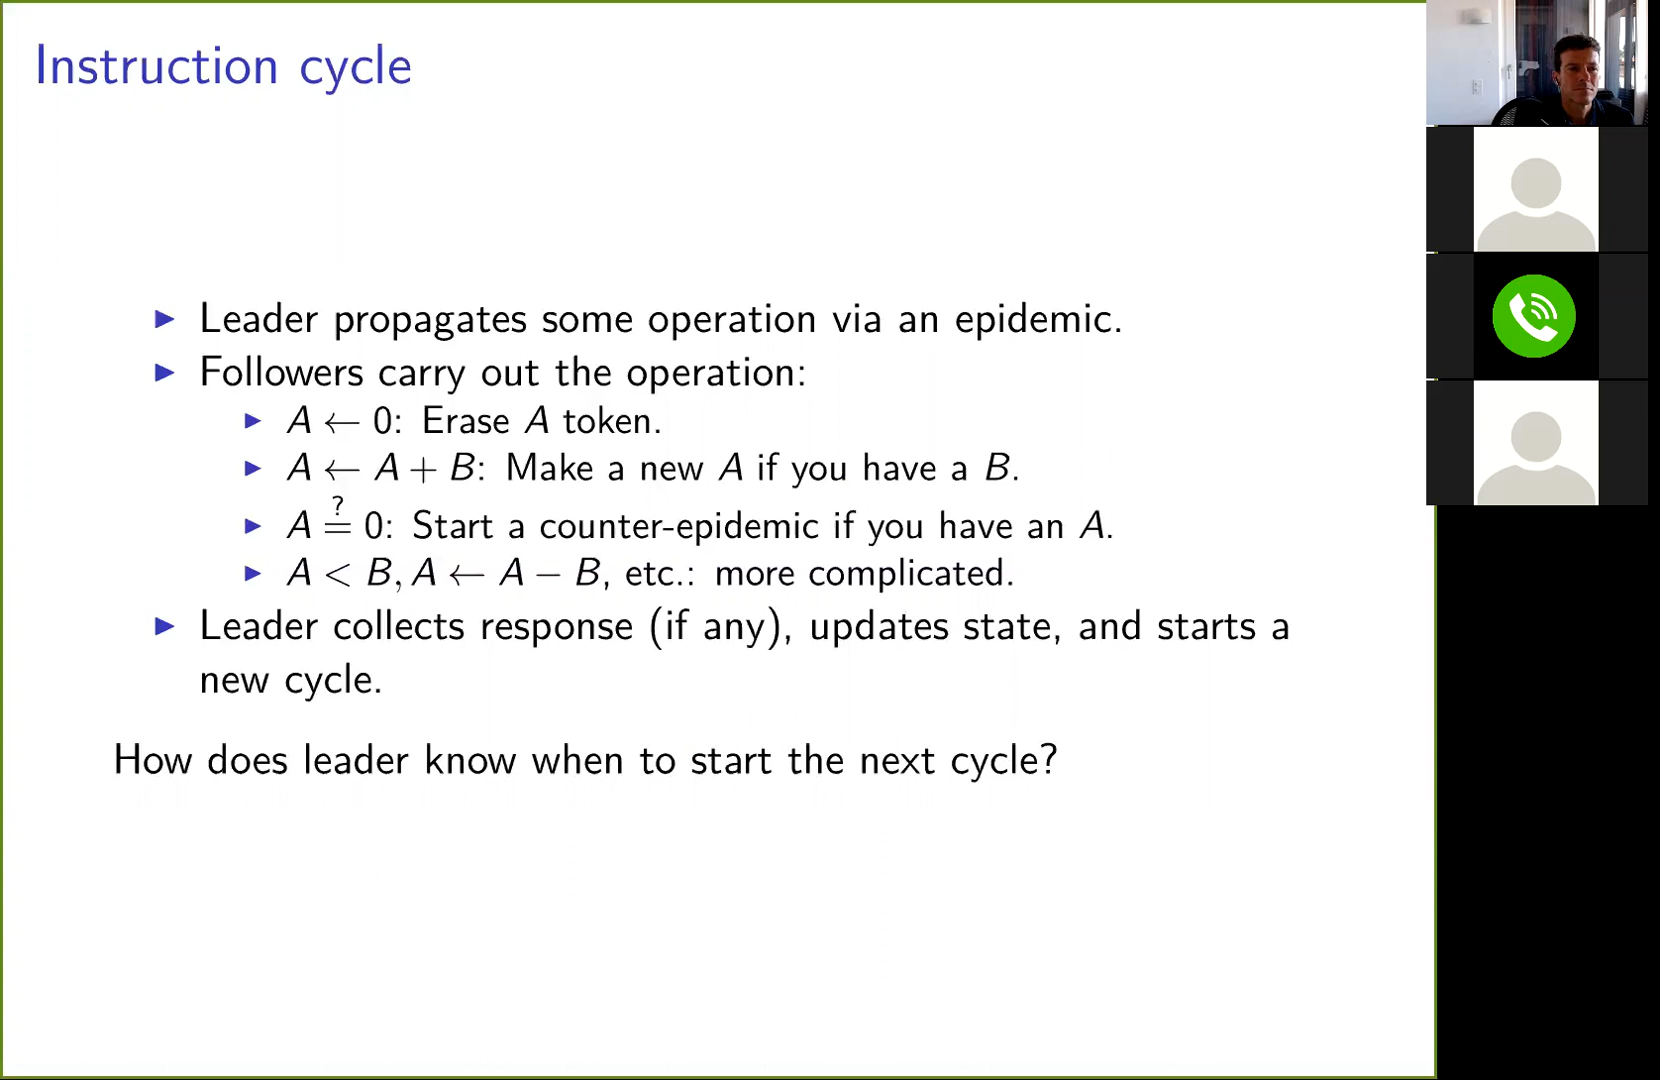 Instruction cycle
▶ Leader propagates some operation via an epidemic.
▶ Followers carry out the operation:
▶ A ← 0: Erase A token.
▶ A ← A + B: Make a new A if you have a B.
▶ A ≟ 0: Start a counter-epidemic if you have an A.
▶ A < B, A ← A − B, etc.: more complicated.
▶ Leader collects response (if any), updates state, and starts a
new cycle.
How does leader know when to start the next cycle?